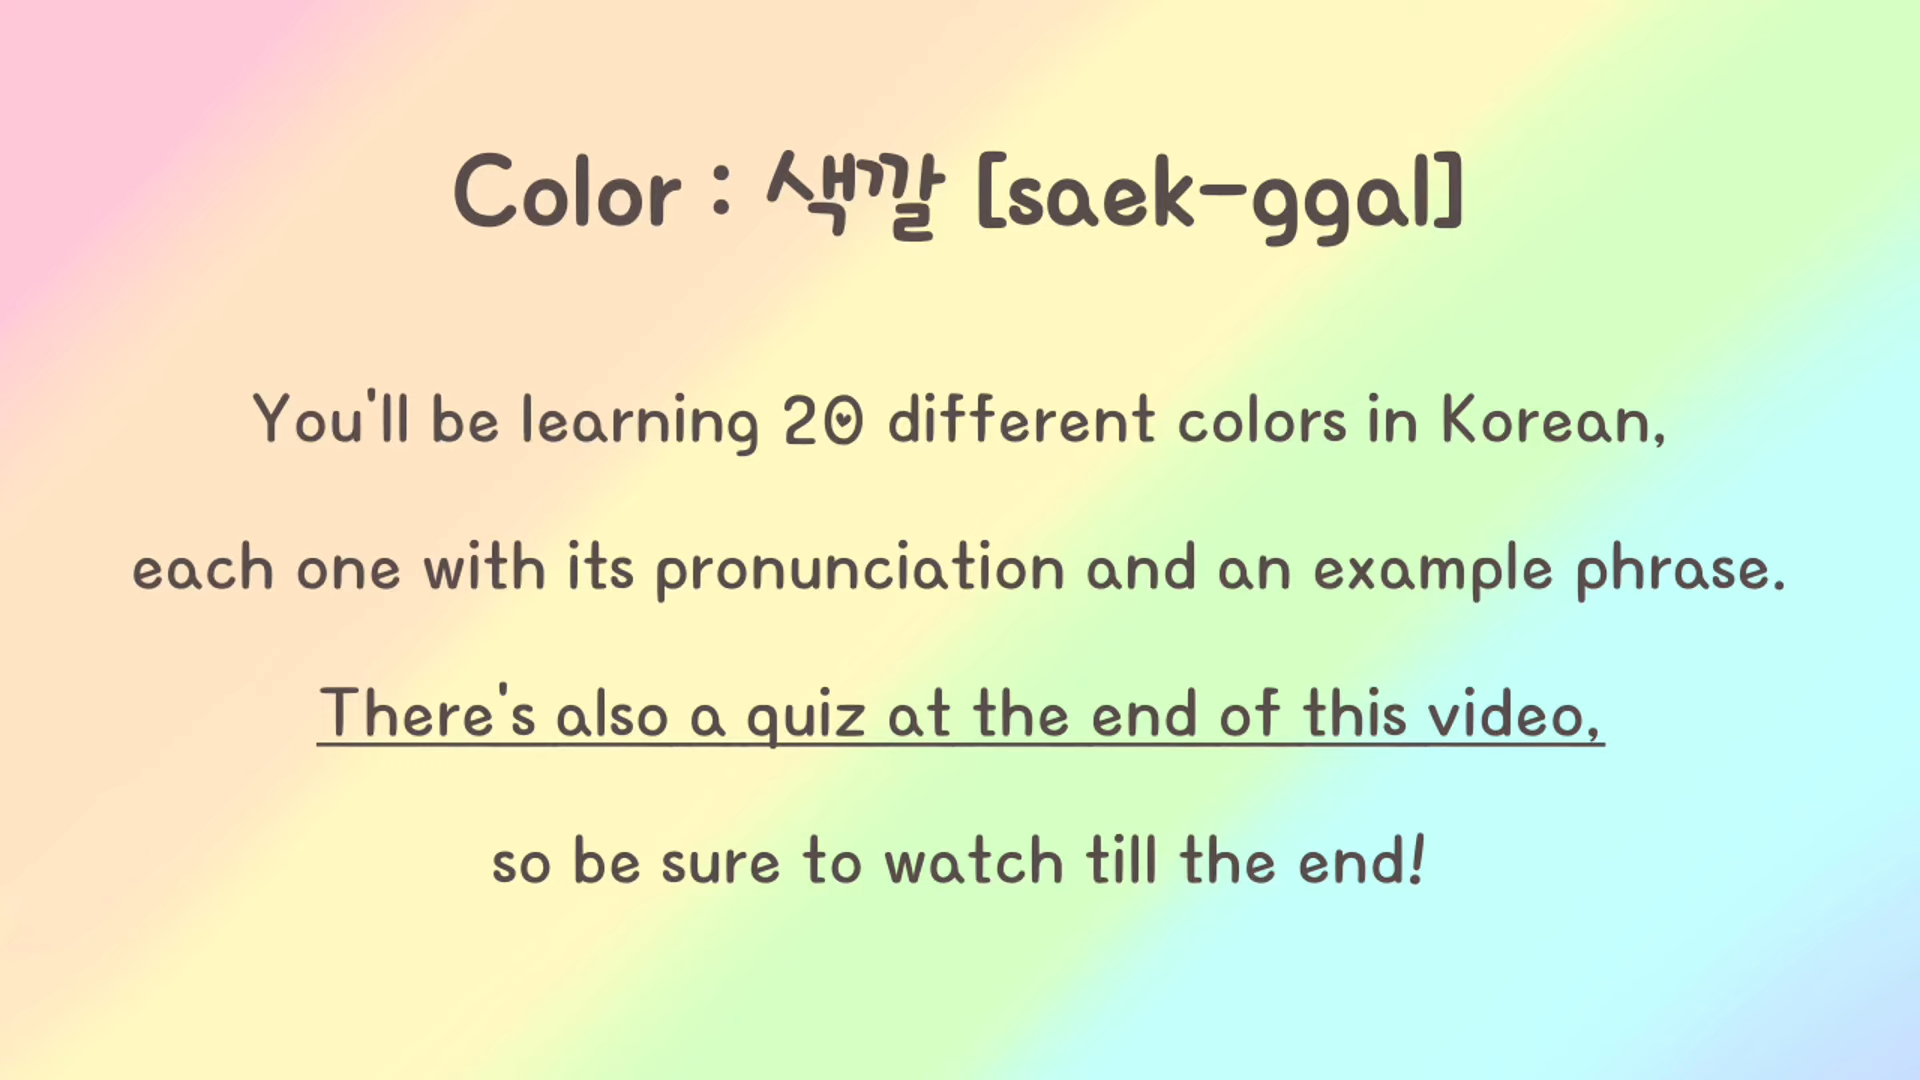 Color : 색깔 [saek-ggal]
You'll be learning 20 different colors in Korean,
each one with its pronunciation and an example phrase.
There's also a quiz at the end of this video,
so be sure to watch till the end!